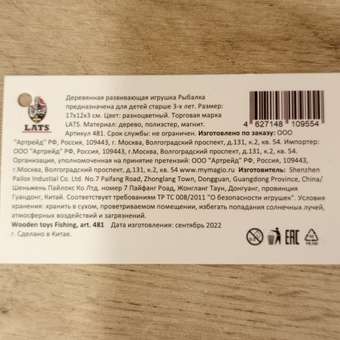 LATS
Деревянная развивающая игрушка Рыбалка
предназначена для детей старше 3-х лет. Размер:
17х12х3 см. Цвет: разноцветный. Торговая марка
LATS. Материал: дерево, полиэстер, магнит.
4 627148 109554
Артикул 481. Срок службы: не ограничен. Изготовлено по заказу: ООО
"Артрейд" РФ, Россия, 109443, г. Москва, Волгоградский проспект, д.131, к.2, кв. 54. Импортер:
ООО "Артрейд" РФ, Россия, 109443, г. Москва, Волгоградский проспект, д.131, к.2, кв. 54.
Организация, уполномоченная на принятие претензий: ООО "Артрейд" РФ, Россия, 109443,
г.Москва, Волгоградский проспект, д.131, к.2, кв. 54 www.mymagio.ru Изготовитель: Shenzhen
Pailox Industial Co. Ltd. No.7 Paifang Road, Zhonglang Town, Dongguan, Guangdong Province, China/
Шеньжень Пайлокс Ко.Лтд. номер 7 Пайфанг Роад, Жонгланг Таун, Донгуанг, провинция
Гуангдонг, Китай. Соответствует требованиям ТР ТС 008/2011 "О безопасности игрушек". Условия
хранения: хранить в сухом, проветриваемом помещении, избегать попадания солнечных лучей,
атмосферных воздействий и загрязнений.
Wooden toys Fishing, art. 481 Дата изготовления: сентябрь 2022
г. Сделано в Китае.
EAC